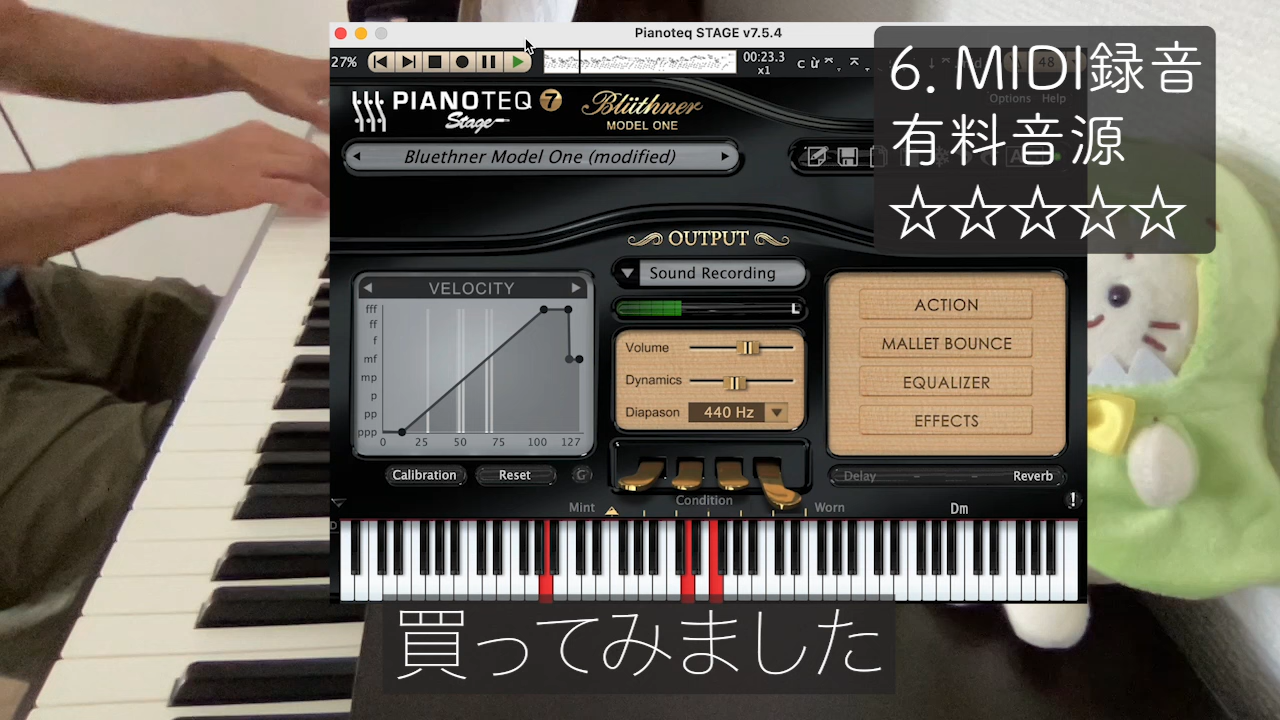 Pianoteq STAGE v7.5.4
27%
00:23.3
x1
48
6. MIDI録音
有料音源
☆☆☆☆☆
Options Help
PIANOTEQ 7
Stage
Blüthner
MODEL ONE
Bluethner Model One (modified)
OUTPUT
Sound Recording
L
VELOCITY
fff
ff
f
mf
mp
p
pp
ppp
0 25 50 75 100 127
Volume
Dynamics
Diapason 440 Hz
ACTION
MALLET BOUNCE
EQUALIZER
EFFECTS
Calibration Reset G
Delay Reverb
Mint Condition Worn
Dm
!
買ってみました